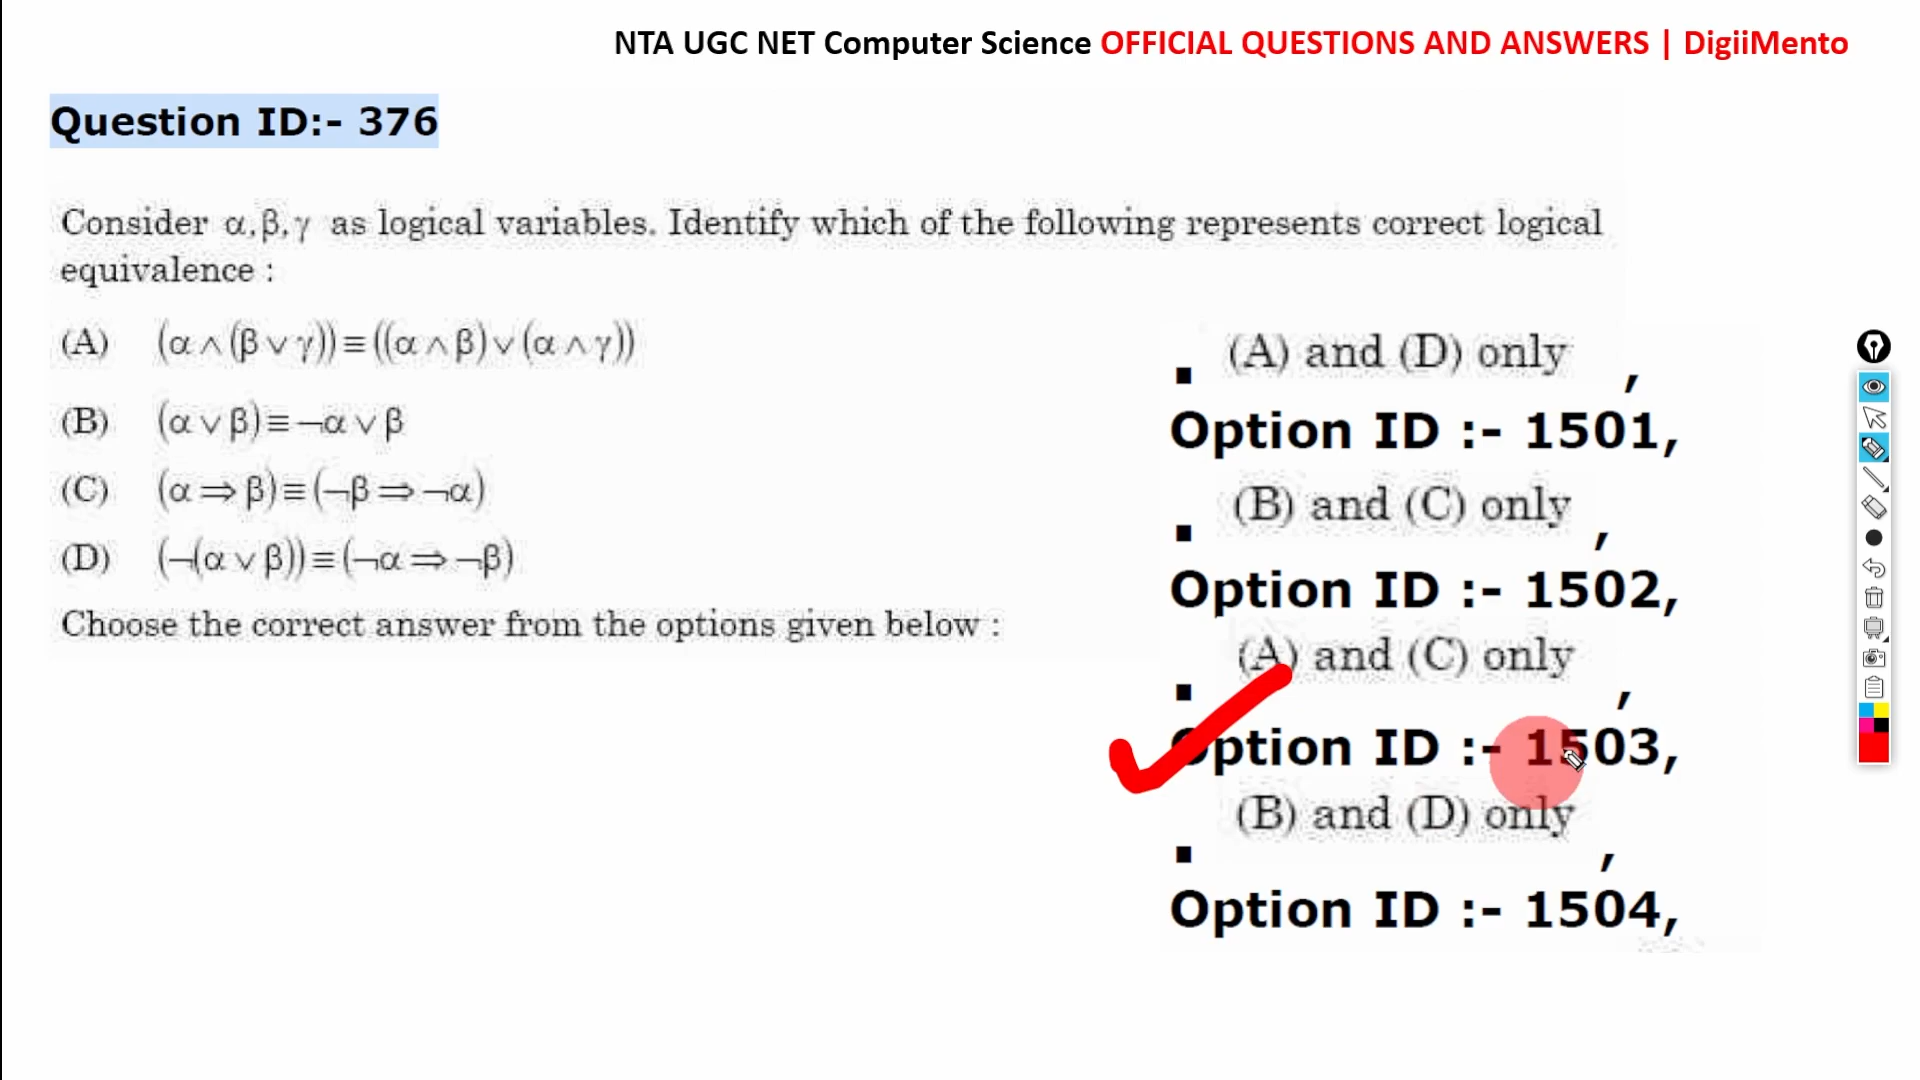 NTA UGC NET Computer Science OFFICIAL QUESTIONS AND ANSWERS | DigiiMento
Question ID:- 376
Consider α, β, γ as logical variables. Identify which of the following represents correct logical
equivalence :
(A) (α ∧ (β ∨ γ)) ≡ ((α ∧ β) ∨ (α ∧ γ))
(B) (α ∨ β) ≡ ¬α ∨ β
(C) (α ⇒ β) ≡ (¬β ⇒ ¬α)
(D) (¬(α ∨ β)) ≡ (¬α ⇒ ¬β)
Choose the correct answer from the options given below :
. (A) and (D) only ,
Option ID :- 1501,
. (B) and (C) only ,
Option ID :- 1502,
. (A) and (C) only ,
Option ID :- 1503,
. (B) and (D) only ,
Option ID :- 1504,